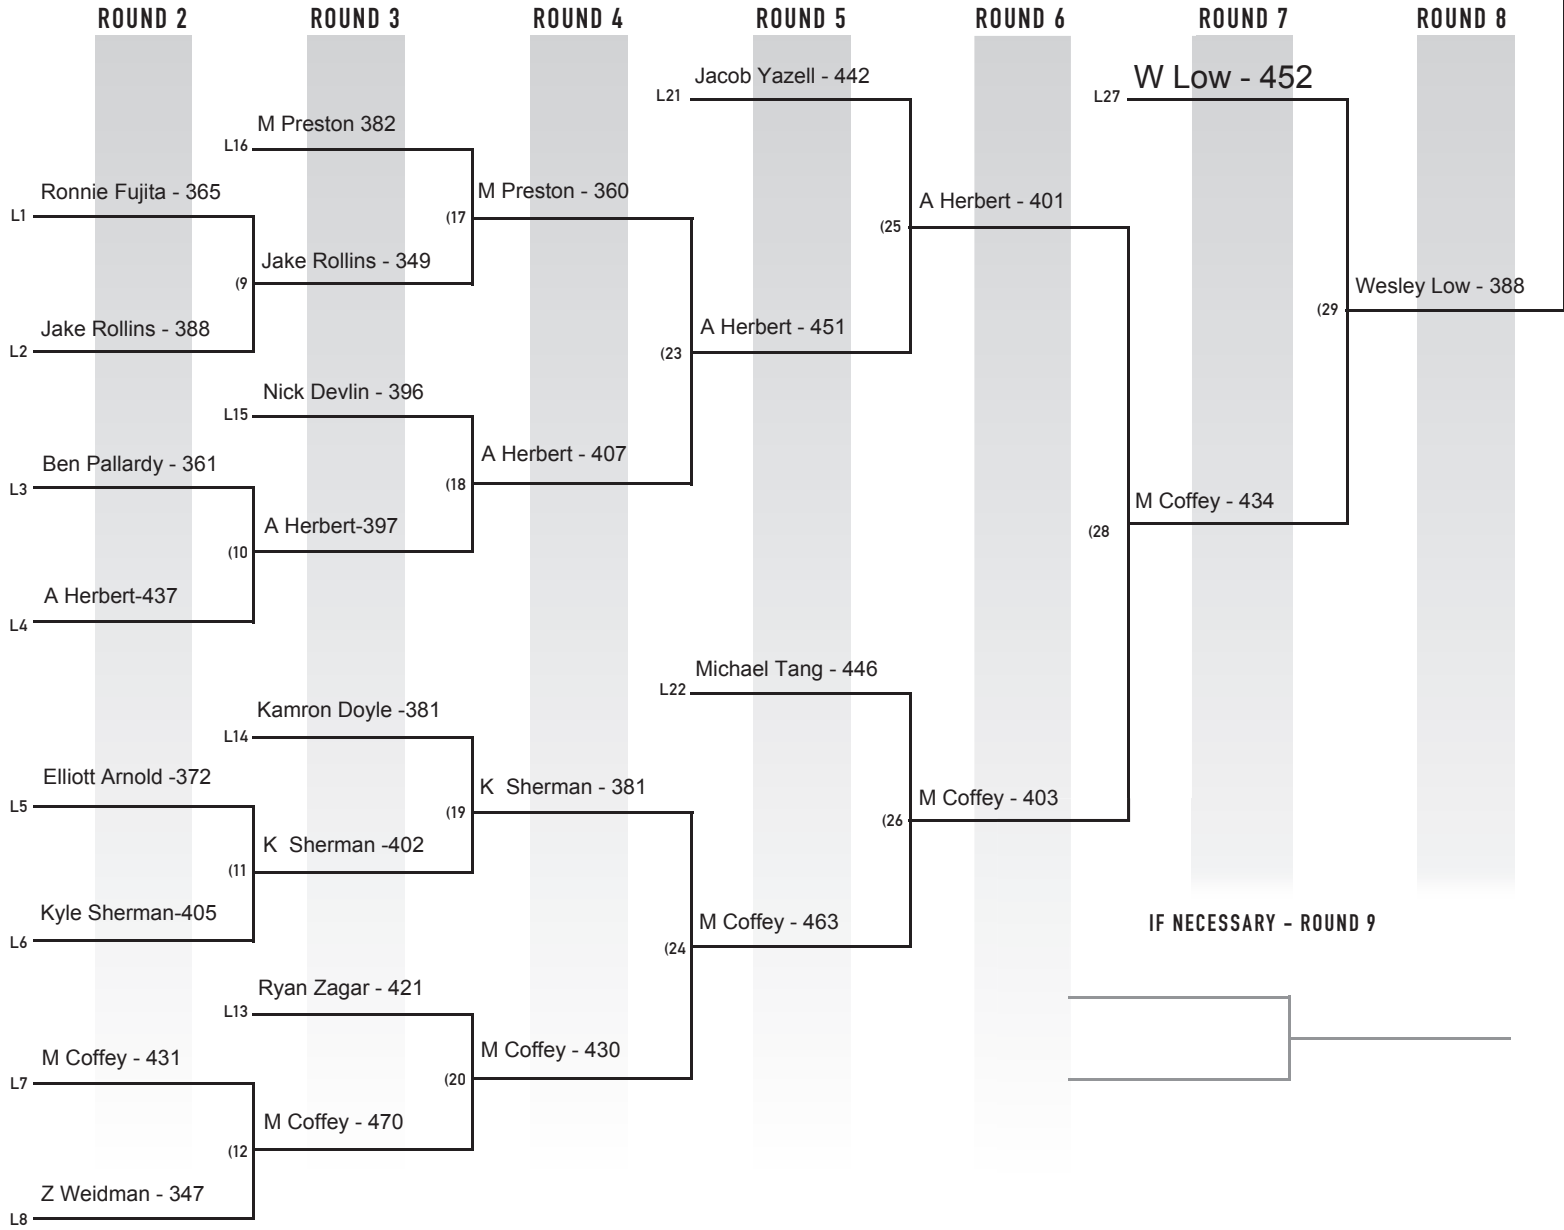 ROUND 2
ROUND 3
ROUND 4
ROUND 5
ROUND 6
ROUND 7
ROUND 8
L1
Ronnie Fujita - 365
L2
Jake Rollins - 388
L3
Ben Pallardy - 361
L4
A Herbert-437
L5
Elliott Arnold -372
L6
Kyle Sherman-405
L7
M Coffey - 431
L8
Z Weidman - 347
L16
M Preston 382
(9
Jake Rollins - 349
L15
Nick Devlin - 396
(10
A Herbert-397
L14
Kamron Doyle -381
(11
K Sherman -402
L13
Ryan Zagar - 421
(12
M Coffey - 470
(17
M Preston - 360
(18
A Herbert - 407
(19
K Sherman - 381
(20
M Coffey - 430
L21
Jacob Yazell - 442
(23
A Herbert - 451
L22
Michael Tang - 446
(24
M Coffey - 463
(25
A Herbert - 401
(26
M Coffey - 403
L27
W Low - 452
(28
M Coffey - 434
(29
Wesley Low - 388
IF NECESSARY - ROUND 9